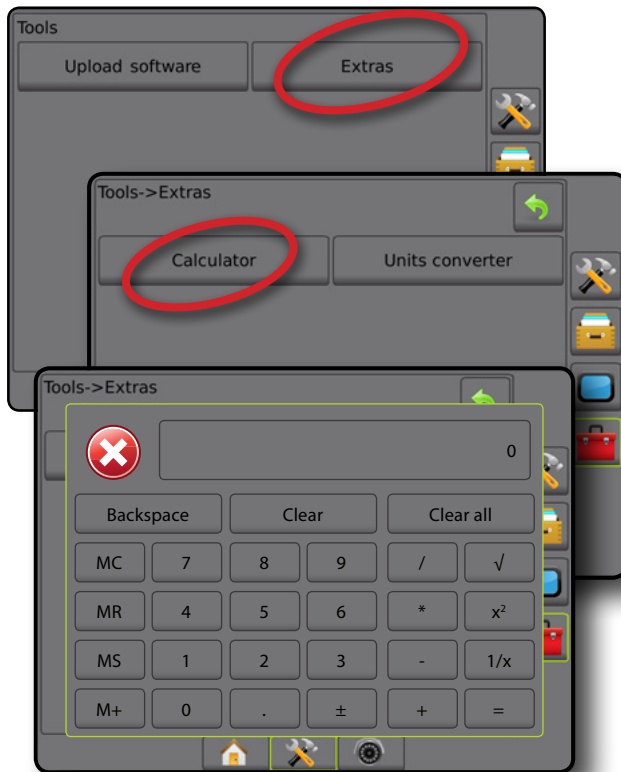 Tools
Upload software Extras
Tools->Extras
Calculator Units converter
Tools->Extras
0
Backspace Clear Clear all
MC 7 8 9 / √
MR 4 5 6 * x²
MS 1 2 3 - 1/x
M+ 0 . ± + =